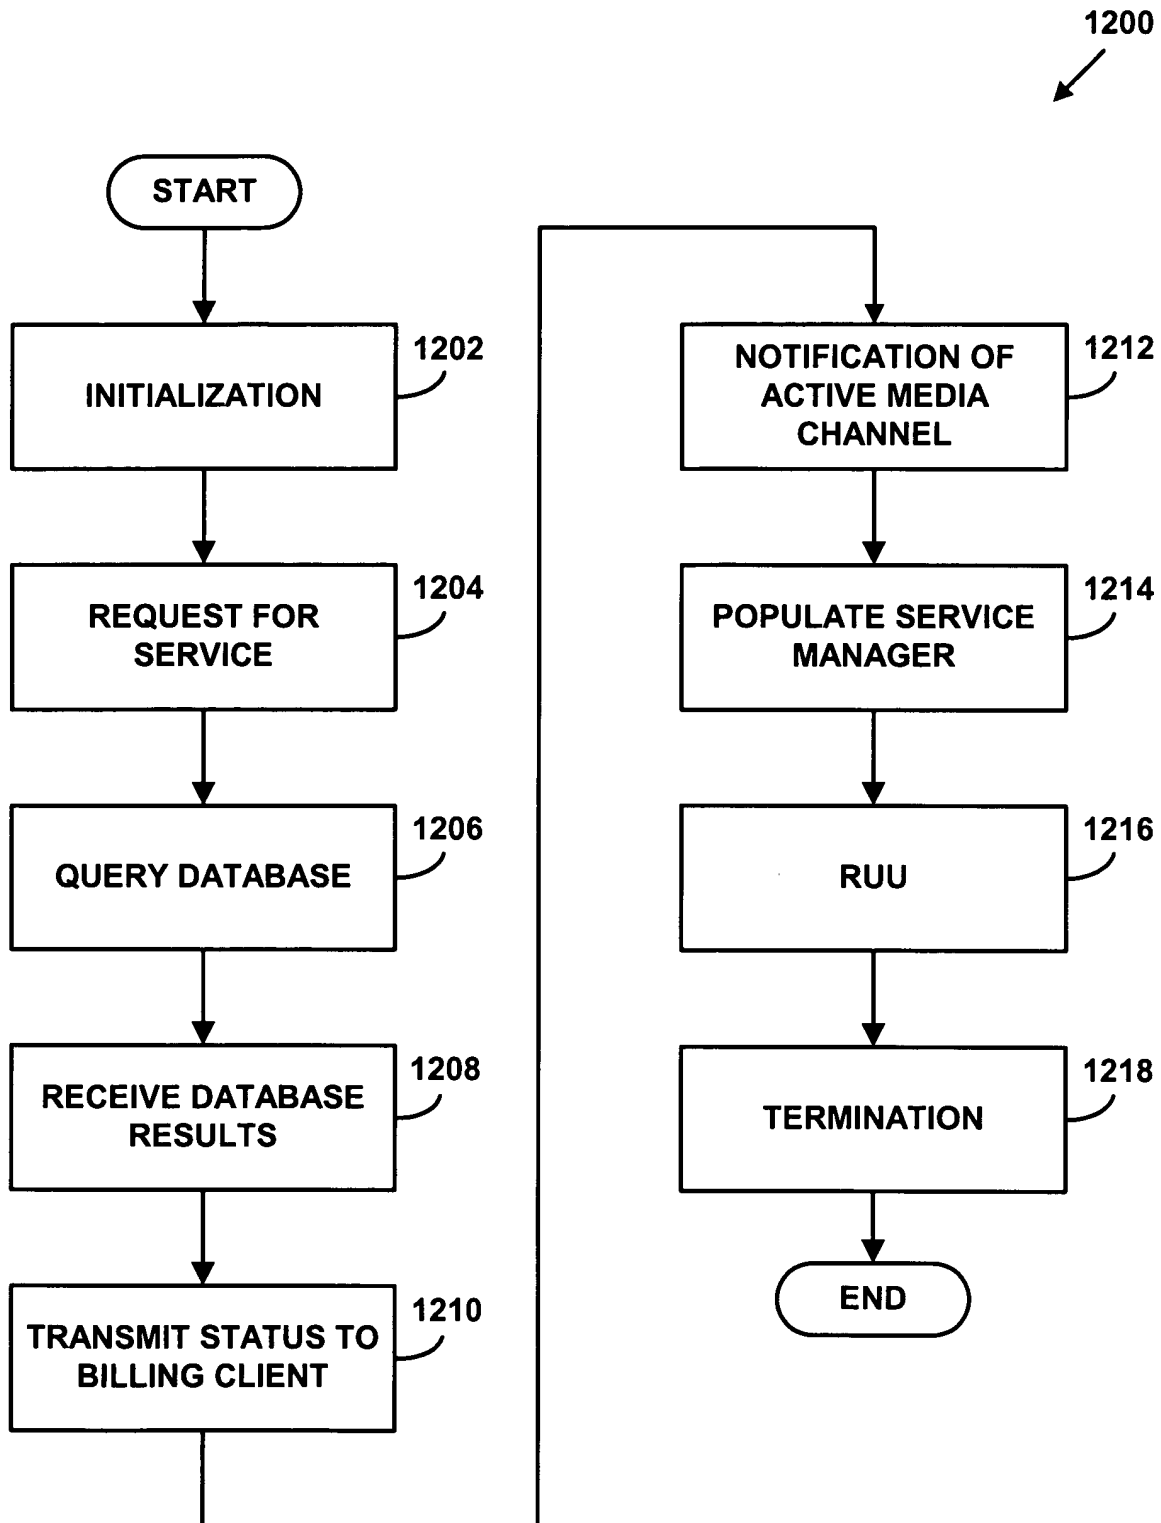 1200
START
INITIALIZATION
1202
REQUEST FOR
SERVICE
1204
QUERY DATABASE
1206
RECEIVE DATABASE
RESULTS
1208
TRANSMIT STATUS TO
BILLING CLIENT
1210
NOTIFICATION OF
ACTIVE MEDIA
CHANNEL
1212
POPULATE SERVICE
MANAGER
1214
RUU
1216
TERMINATION
1218
END